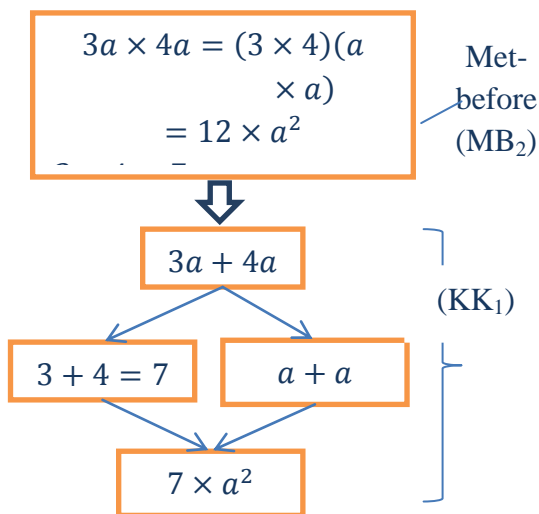 3a × 4a = (3 × 4)(a
× a)
= 12 × a²
Met-
before
(MB₂)
3a + 4a
(KK₁)
3 + 4 = 7
a + a
7 × a²